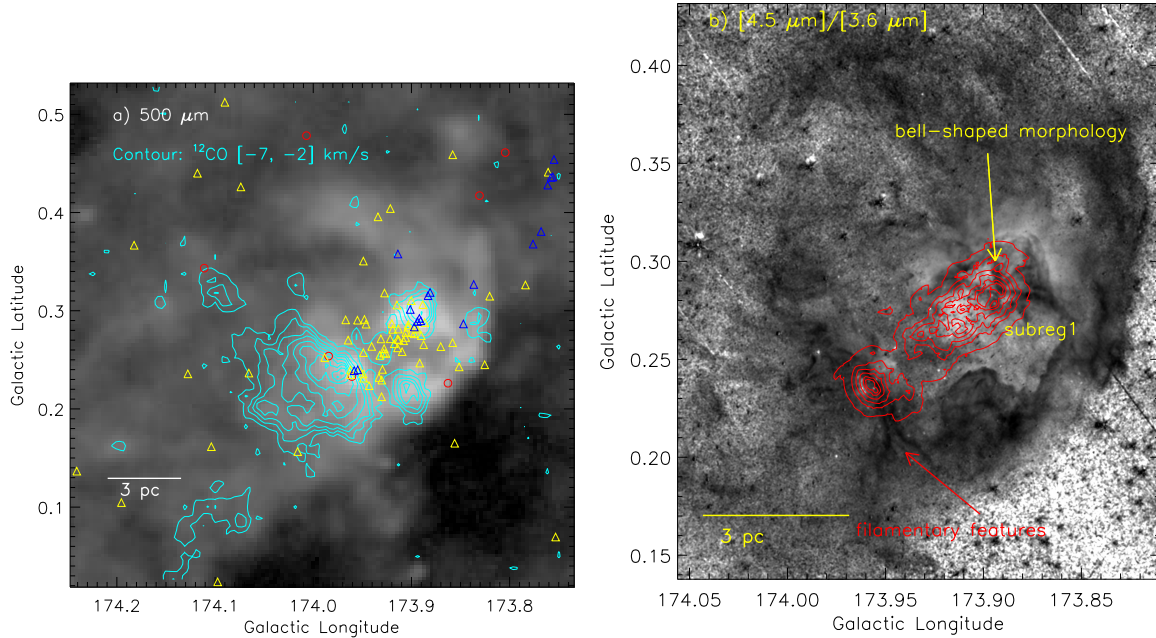 a) 500 μm
Contour: ¹²CO [−7, −2] km/s
3 pc
0.5
0.4
0.3
0.2
0.1
Galactic Latitude
174.2 174.1 174.0 173.9 173.8
Galactic Longitude
b) [4.5 μm]/[3.6 μm]
bell−shaped morphology
subreg1
filamentary features
3 pc
0.40
0.35
0.30
0.25
0.20
0.15
Galactic Latitude
174.05 174.00 173.95 173.90 173.85
Galactic Longitude